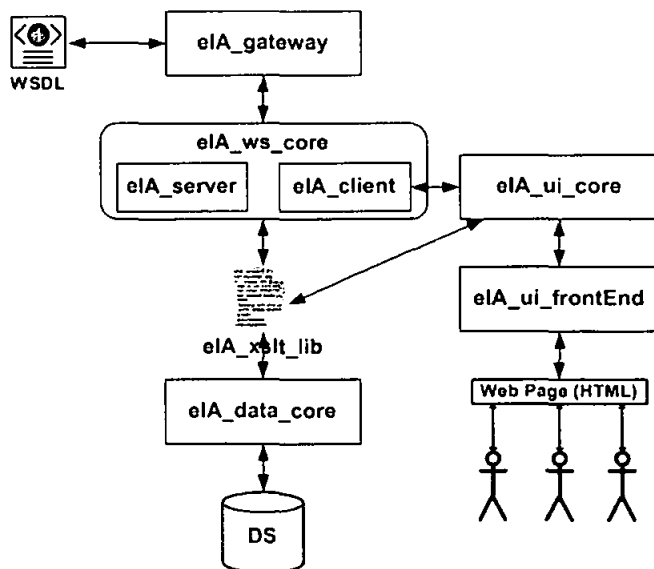 eIA_gateway
WSDL
eIA_ws_core
eIA_server
eIA_client
eIA_ui_core
eIA_ui_frontEnd
eIA_xslt_lib
Web Page (HTML)
eIA_data_core
DS